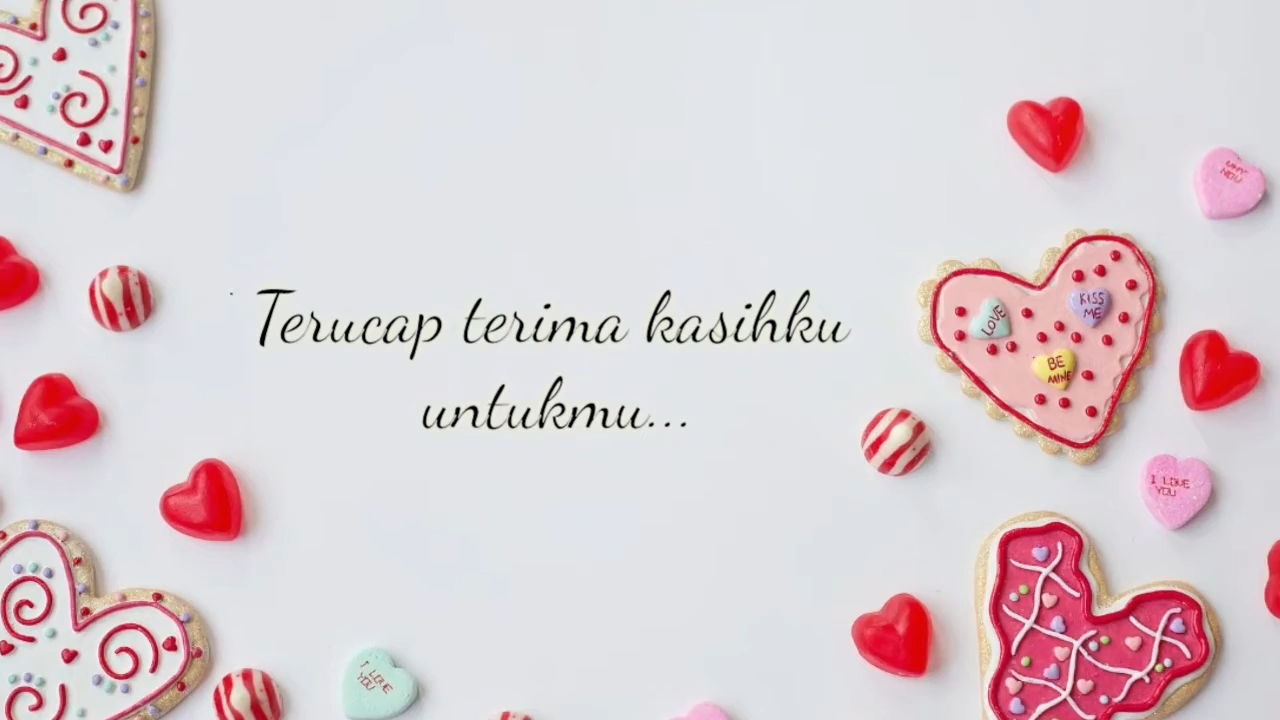 Terucap terima kasihku
untukmu...
LOVE
KISS
ME
BE
MINE
I LOVE
YOU
I LOVE
YOU